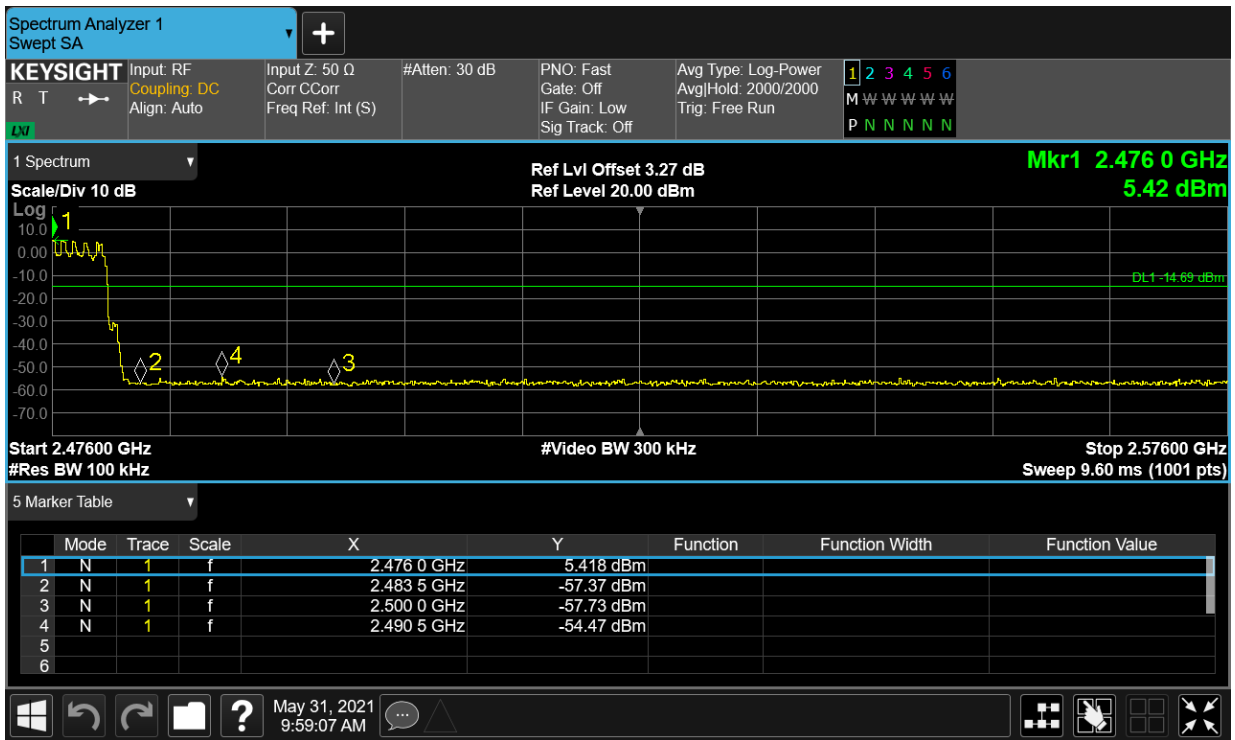 Spectrum Analyzer 1
Swept SA
+
KEYSIGHT
R T
LXI
Input: RF
Coupling: DC
Align: Auto
Input Z: 50 Ω
Corr CCorr
Freq Ref: Int (S)
#Atten: 30 dB
PNO: Fast
Gate: Off
IF Gain: Low
Sig Track: Off
Avg Type: Log-Power
Avg|Hold: 2000/2000
Trig: Free Run
1 2 3 4 5 6
M W W W W W
P N N N N N
1 Spectrum
Scale/Div 10 dB
Ref Lvl Offset 3.27 dB
Ref Level 20.00 dBm
Mkr1 2.476 0 GHz
5.42 dBm
Log
10.0
0.00
-10.0
-20.0
-30.0
-40.0
-50.0
-60.0
-70.0
1
2
4
3
DL1 -14.69 dBm
Start 2.47600 GHz
#Video BW 300 kHz
Stop 2.57600 GHz
#Res BW 100 kHz
Sweep 9.60 ms (1001 pts)
5 Marker Table
Mode Trace Scale X Y Function Function Width Function Value
1 N 1 f 2.476 0 GHz 5.418 dBm
2 N 1 f 2.483 5 GHz -57.37 dBm
3 N 1 f 2.500 0 GHz -57.73 dBm
4 N 1 f 2.490 5 GHz -54.47 dBm
5
6
?
May 31, 2021
9:59:07 AM